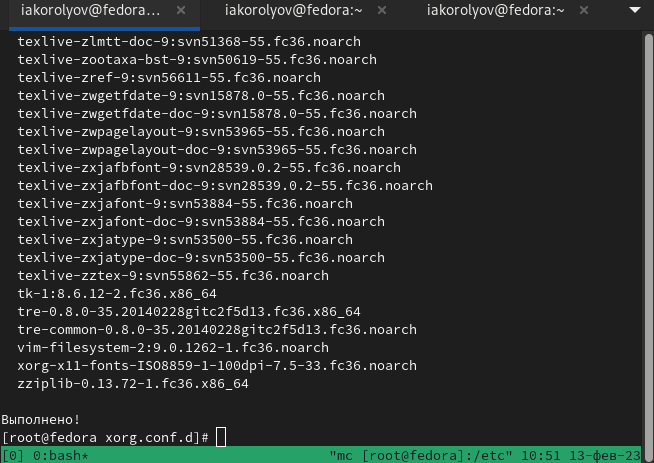 iakorolyov@fedora... × iakorolyov@fedora:~ × iakorolyov@fedora:~ ×
texlive-zlmtt-doc-9:svn51368-55.fc36.noarch
texlive-zootaxa-bst-9:svn50619-55.fc36.noarch
texlive-zref-9:svn56611-55.fc36.noarch
texlive-zwgetfdate-9:svn15878.0-55.fc36.noarch
texlive-zwgetfdate-doc-9:svn15878.0-55.fc36.noarch
texlive-zwpagelayout-9:svn53965-55.fc36.noarch
texlive-zwpagelayout-doc-9:svn53965-55.fc36.noarch
texlive-zxjafbfont-9:svn28539.0.2-55.fc36.noarch
texlive-zxjafbfont-doc-9:svn28539.0.2-55.fc36.noarch
texlive-zxjafont-9:svn53884-55.fc36.noarch
texlive-zxjafont-doc-9:svn53884-55.fc36.noarch
texlive-zxjatype-9:svn53500-55.fc36.noarch
texlive-zxjatype-doc-9:svn53500-55.fc36.noarch
texlive-zztex-9:svn55862-55.fc36.noarch
tk-1:8.6.12-2.fc36.x86_64
tre-0.8.0-35.20140228gitc2f5d13.fc36.x86_64
tre-common-0.8.0-35.20140228gitc2f5d13.fc36.noarch
vim-filesystem-2:9.0.1262-1.fc36.noarch
xorg-x11-fonts-ISO8859-1-100dpi-7.5-33.fc36.noarch
zziplib-0.13.72-1.fc36.x86_64
Выполнено!
[root@fedora xorg.conf.d]#
[0] 0:bash* "mc [root@fedora]:/etc" 10:51 13-фев-23